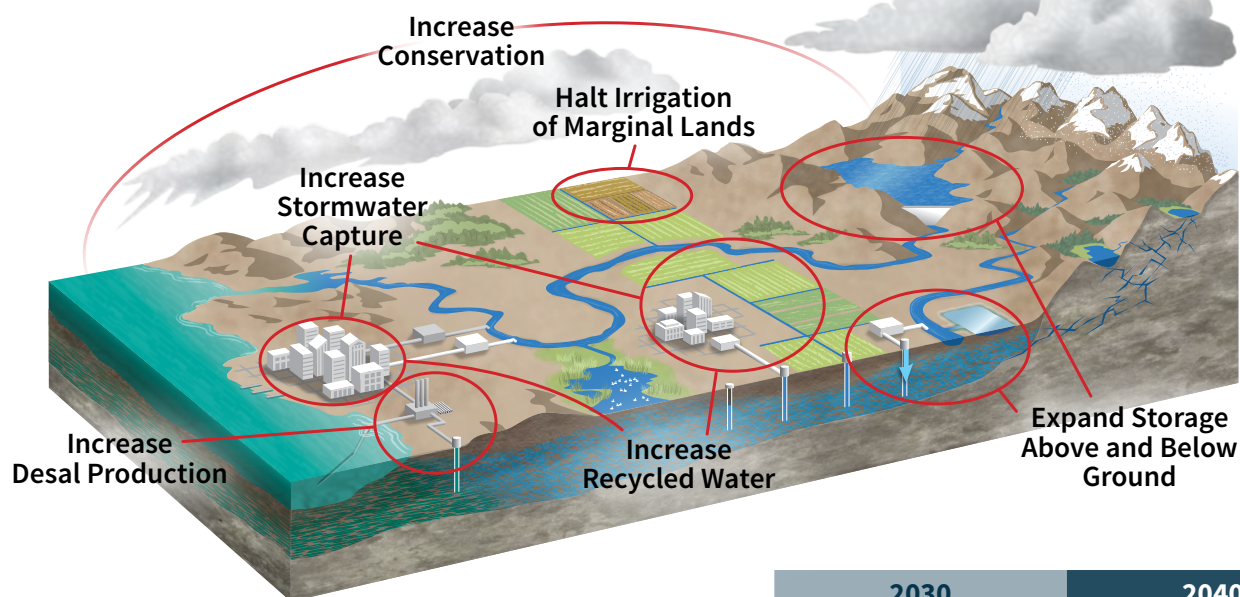 Increase
Conservation
Halt Irrigation
of Marginal Lands
Increase
Stormwater
Capture
Increase
Desal Production
Increase
Recycled Water
Expand Storage
Above and Below
Ground
2030
2040